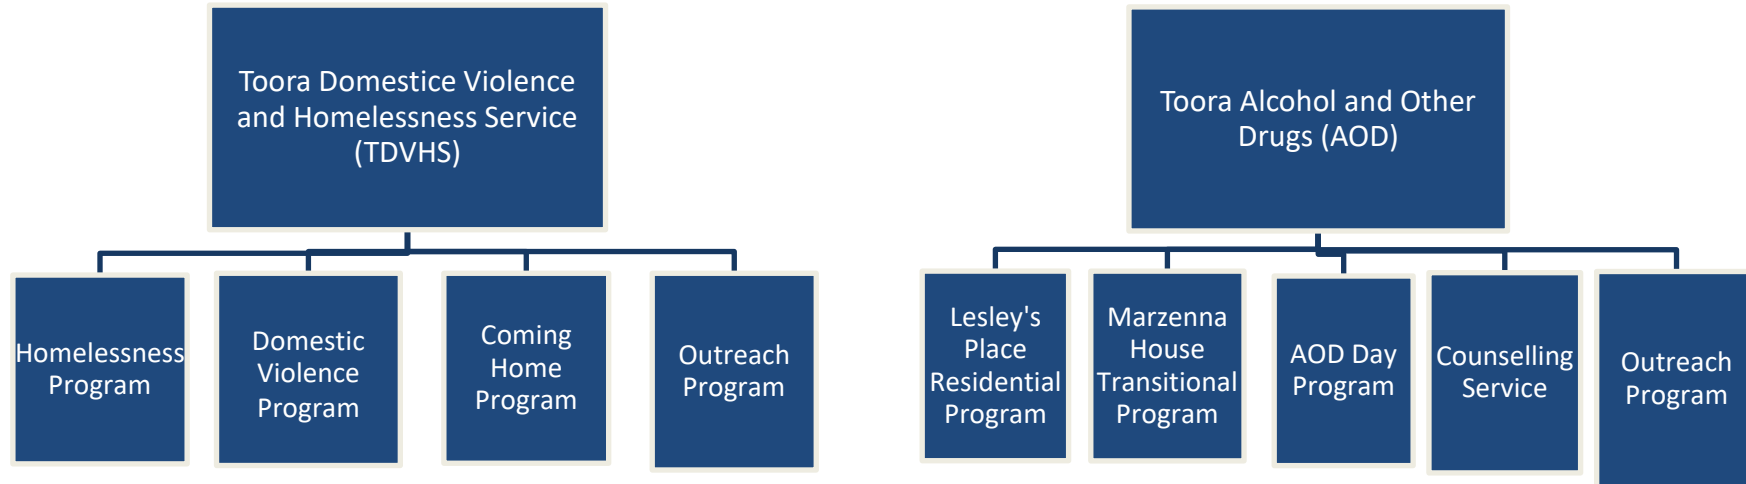 Toora Domestice Violence
and Homelessness Service
(TDVHS)
Homelessness
Program
Domestic
Violence
Program
Coming
Home
Program
Outreach
Program
Toora Alcohol and Other
Drugs (AOD)
Lesley's
Place
Residential
Program
Marzenna
House
Transitional
Program
AOD Day
Program
Counselling
Service
Outreach
Program